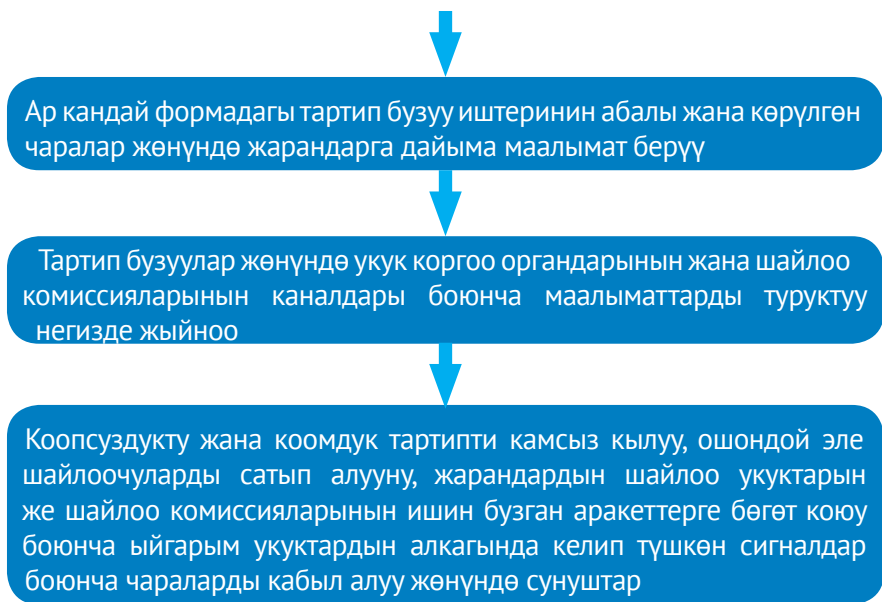 Ар кандай формадагы тартип бузуу иштеринин абалы жана көрүлгөн
чаралар жөнүндө жарандарга дайыма маалымат берүү
Тартип бузуулар жөнүндө укук коргоо органдарынын жана шайлоо
комиссияларынын каналдары боюнча маалыматтарды туруктуу
негизде жыйноо
Коопсуздукту жана коомдук тартипти камсыз кылуу, ошондой эле
шайлоочуларды сатып алууну, жарандардын шайлоо укуктарын
же шайлоо комиссияларынын ишин бузган аракеттерге бөгөт коюу
боюнча ыйгарым укуктардын алкагында келип түшкөн сигналдар
боюнча чараларды кабыл алуу жөнүндө сунуштар